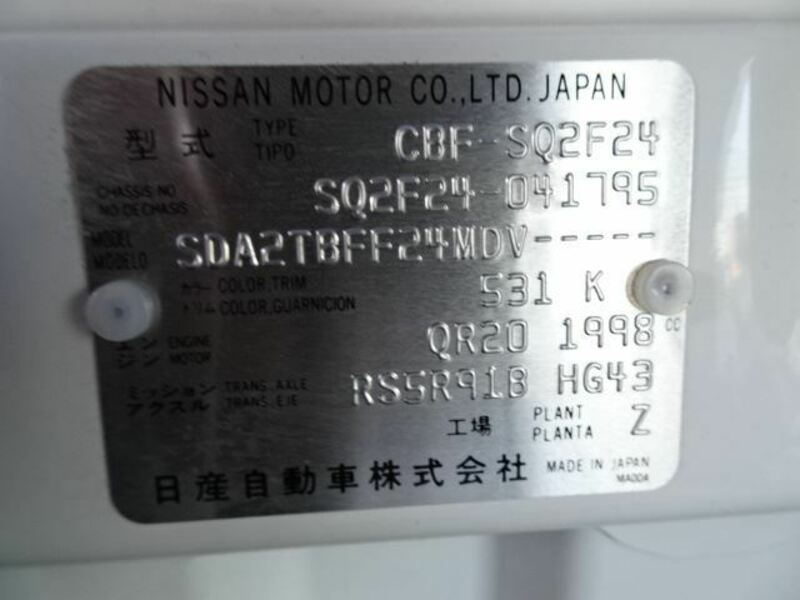 NISSAN MOTOR CO.,LTD. JAPAN
型式 TYPE TIPO CBF-SQ2F24
CHASSIS NO NO DE CHASIS SQ2F24-041795
MODEL MODELO SDA2TBFF24MDV-----
カラー COLOR,TRIM トリム COLOR,GUARNICION 531 K
エンジン ENGINE MOTOR QR20 1998 CC
ミッション アクスル TRANS. AXLE TRANS. EJE RS5R91B HG43
工場 PLANT PLANTA Z
日産自動車株式会社 MADE IN JAPAN